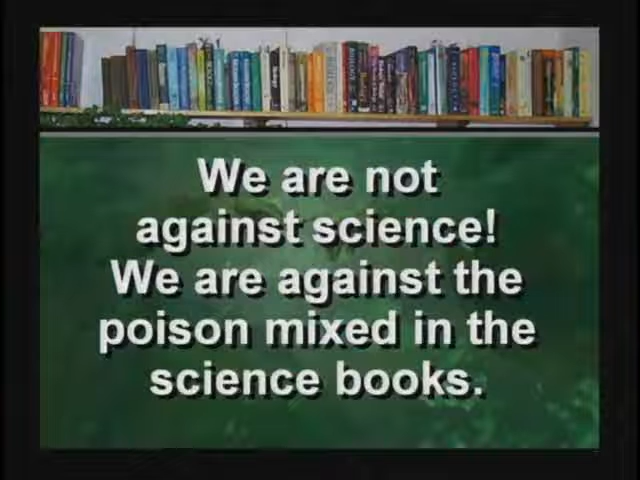 We are not
against science!
We are against the
poison mixed in the
science books.